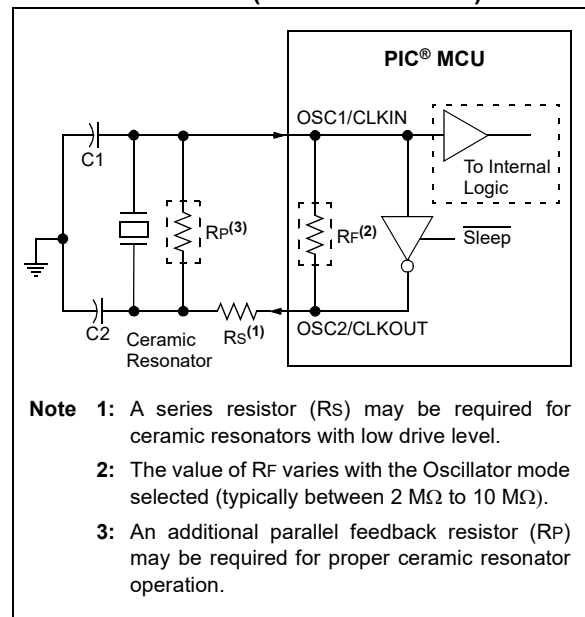 PIC® MCU
OSC1/CLKIN
C1
To Internal
Logic
RP(3)
RF(2)
Sleep
C2
Ceramic
Resonator
RS(1)
OSC2/CLKOUT
Note 1: A series resistor (RS) may be required for
ceramic resonators with low drive level.
2: The value of RF varies with the Oscillator mode
selected (typically between 2 MΩ to 10 MΩ).
3: An additional parallel feedback resistor (RP)
may be required for proper ceramic resonator
operation.